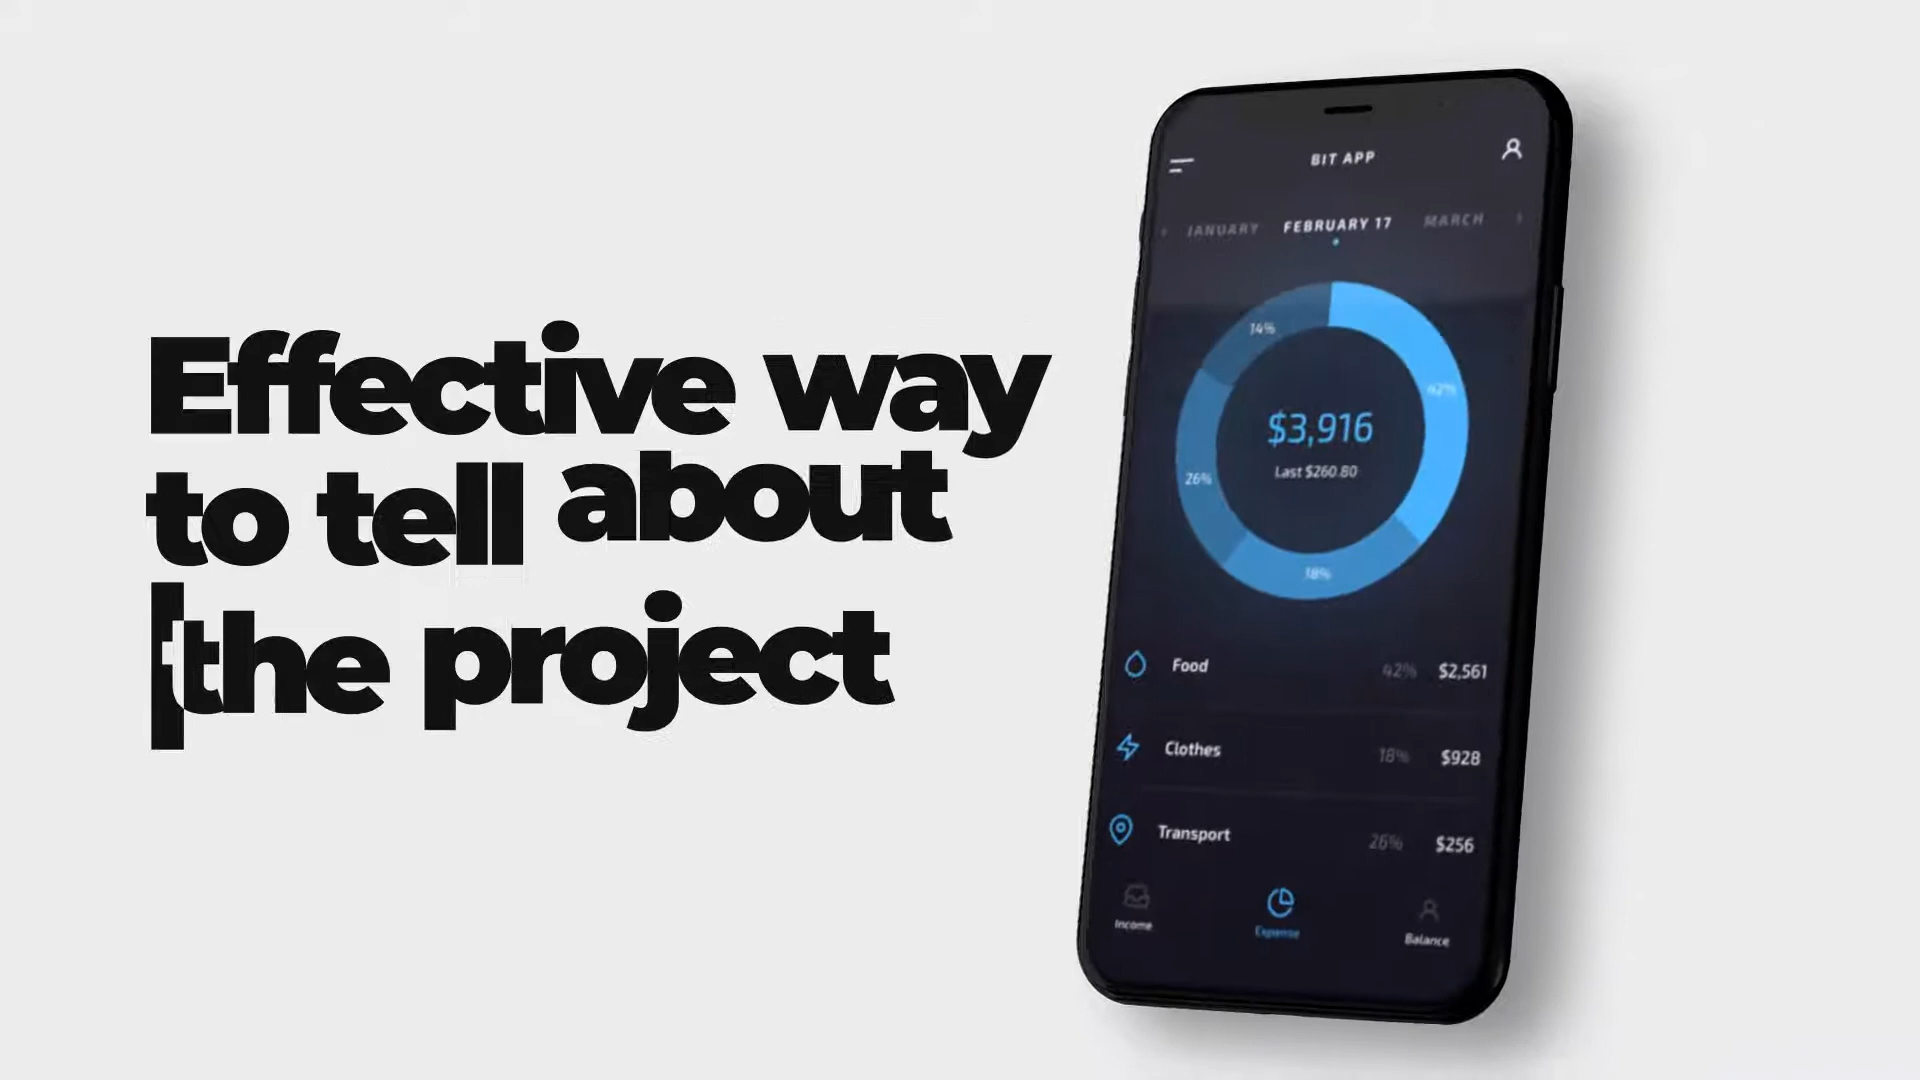 Effective way
to tell about
the project
BIT APP
JANUARY FEBRUARY 17 MARCH
14%
42%
$3,916
Last $260.80
26%
18%
Food 42% $2,561
Clothes 18% $928
Transport 26% $256
Income Expense Balance